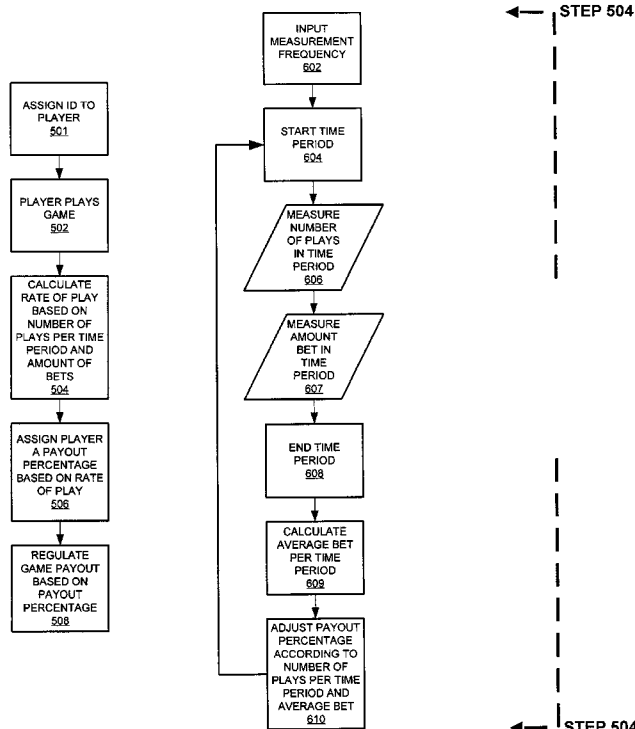 ASSIGN ID TO
PLAYER
501
PLAYER PLAYS
GAME
502
CALCULATE
RATE OF PLAY
BASED ON
NUMBER OF
PLAYS PER TIME
PERIOD AND
AMOUNT OF
BETS
504
ASSIGN PLAYER
A PAYOUT
PERCENTAGE
BASED ON RATE
OF PLAY
506
REGULATE
GAME PAYOUT
BASED ON
PAYOUT
PERCENTAGE
508
INPUT
MEASUREMENT
FREQUENCY
602
START TIME
PERIOD
604
MEASURE
NUMBER
OF PLAYS
IN TIME
PERIOD
606
MEASURE
AMOUNT
BET IN
TIME
PERIOD
607
END TIME
PERIOD
608
CALCULATE
AVERAGE BET
PER TIME
PERIOD
609
ADJUST PAYOUT
PERCENTAGE
ACCORDING TO
NUMBER OF
PLAYS PER TIME
PERIOD AND
AVERAGE BET
610
STEP 504
STEP 504